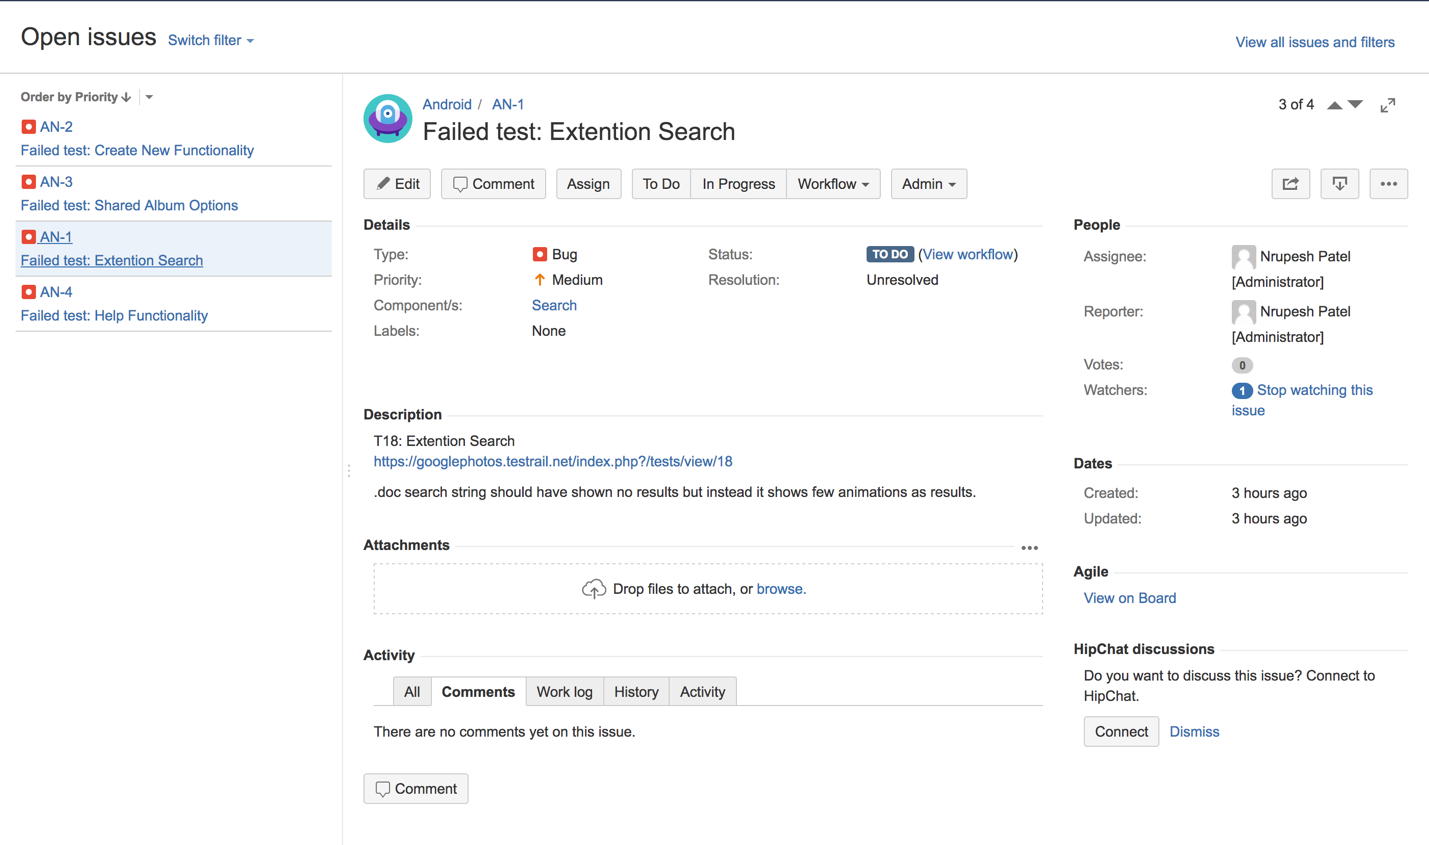 Open issues Switch filter
View all issues and filters
Order by Priority
AN-2
Failed test: Create New Functionality
AN-3
Failed test: Shared Album Options
AN-1
Failed test: Extention Search
AN-4
Failed test: Help Functionality
Android / AN-1
Failed test: Extention Search
3 of 4
Edit Comment Assign To Do In Progress Workflow Admin
Details
Type: Bug
Priority: Medium
Component/s: Search
Labels: None
Status: TO DO (View workflow)
Resolution: Unresolved
Description
T18: Extention Search
https://googlephotos.testrail.net/index.php?/tests/view/18
.doc search string should have shown no results but instead it shows few animations as results.
Attachments
Drop files to attach, or browse.
Activity
All Comments Work log History Activity
There are no comments yet on this issue.
Comment
People
Assignee: Nrupesh Patel
[Administrator]
Reporter: Nrupesh Patel
[Administrator]
Votes: 0
Watchers: 1 Stop watching this
issue
Dates
Created: 3 hours ago
Updated: 3 hours ago
Agile
View on Board
HipChat discussions
Do you want to discuss this issue? Connect to
HipChat.
Connect Dismiss